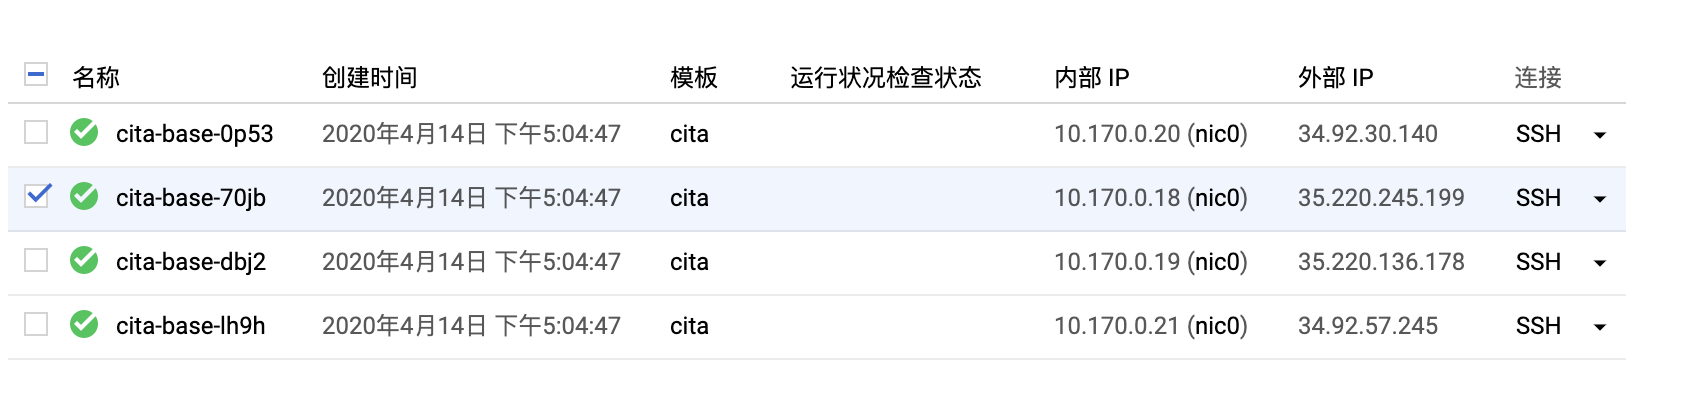 名称 创建时间 模板 运行状况检查状态 内部 IP 外部 IP 连接
cita-base-0p53 2020年4月14日 下午5:04:47 cita 10.170.0.20 (nic0) 34.92.30.140 SSH
cita-base-70jb 2020年4月14日 下午5:04:47 cita 10.170.0.18 (nic0) 35.220.245.199 SSH
cita-base-dbj2 2020年4月14日 下午5:04:47 cita 10.170.0.19 (nic0) 35.220.136.178 SSH
cita-base-lh9h 2020年4月14日 下午5:04:47 cita 10.170.0.21 (nic0) 34.92.57.245 SSH